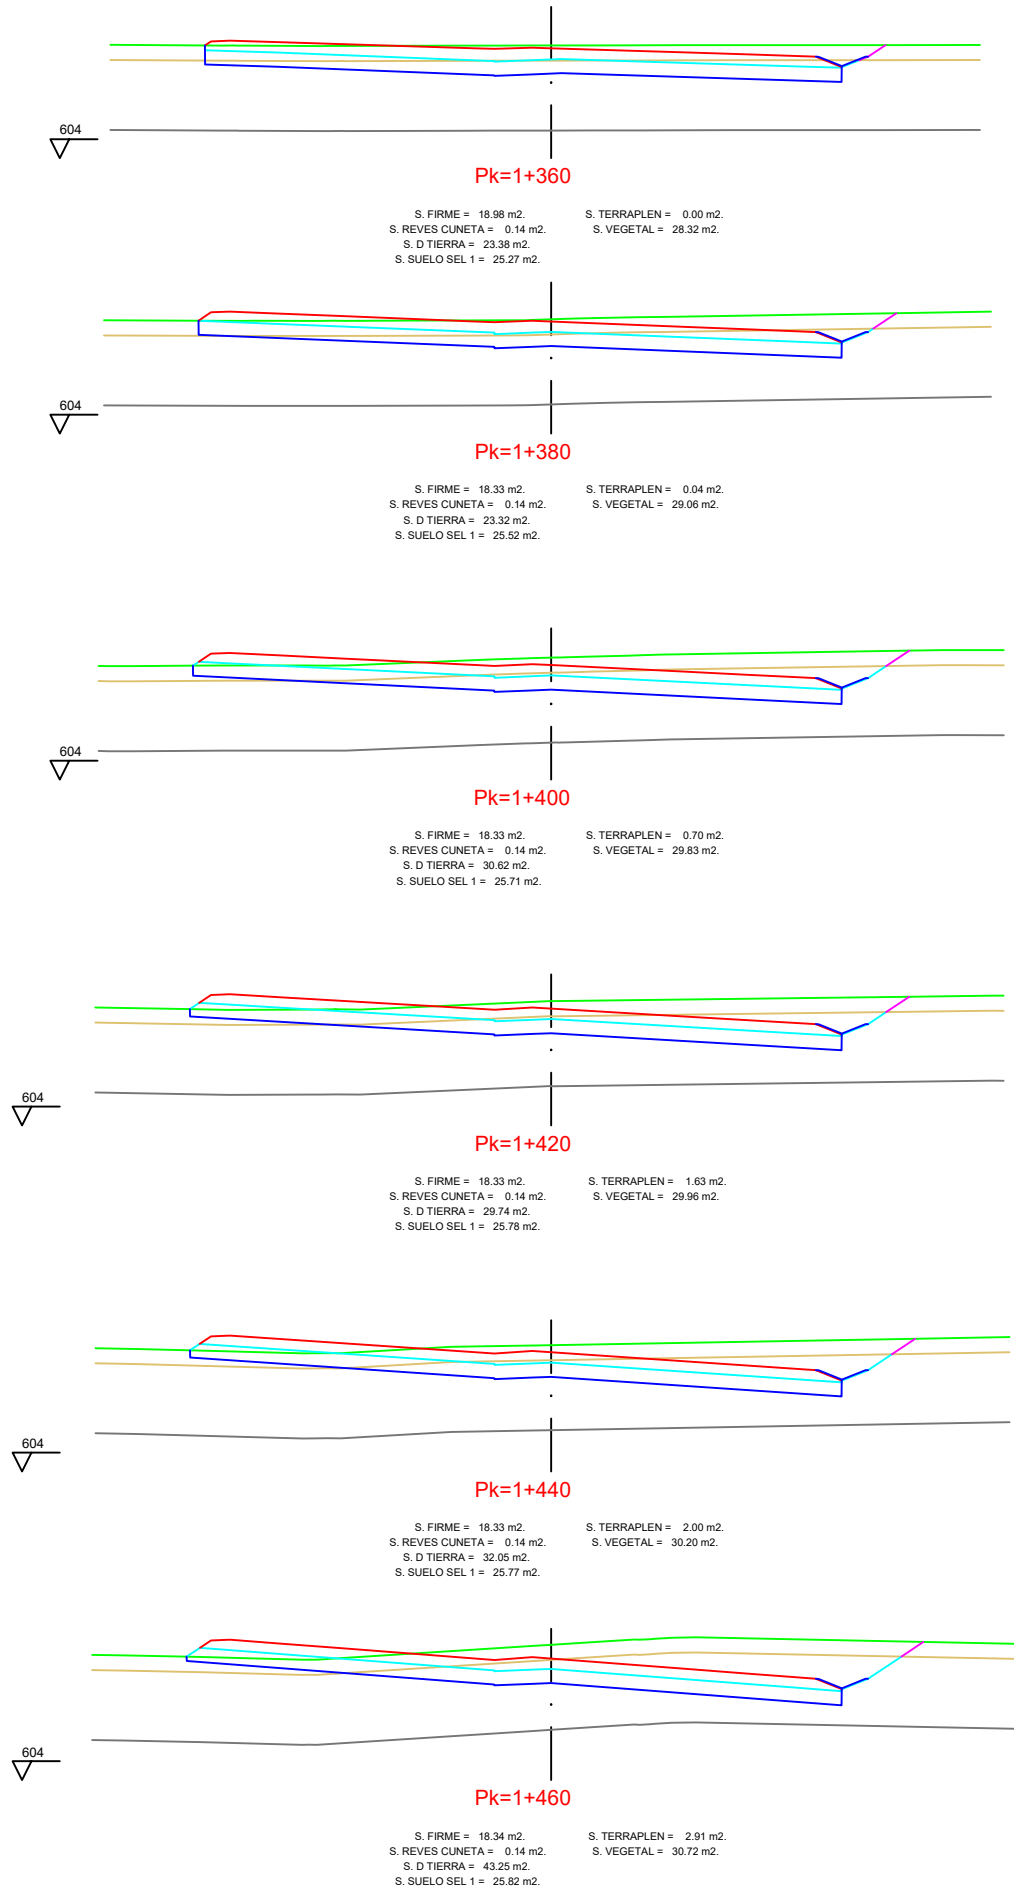 604
Pk=1+360
S. FIRME = 18.98 m2. S. TERRAPLEN = 0.00 m2.
S. REVES CUNETA = 0.14 m2. S. VEGETAL = 28.32 m2.
S. D TIERRA = 23.38 m2.
S. SUELO SEL 1 = 25.27 m2.
604
Pk=1+380
S. FIRME = 18.33 m2. S. TERRAPLEN = 0.04 m2.
S. REVES CUNETA = 0.14 m2. S. VEGETAL = 29.06 m2.
S. D TIERRA = 23.32 m2.
S. SUELO SEL 1 = 25.52 m2.
604
Pk=1+400
S. FIRME = 18.33 m2. S. TERRAPLEN = 0.70 m2.
S. REVES CUNETA = 0.14 m2. S. VEGETAL = 29.83 m2.
S. D TIERRA = 30.62 m2.
S. SUELO SEL 1 = 25.71 m2.
604
Pk=1+420
S. FIRME = 18.33 m2. S. TERRAPLEN = 1.63 m2.
S. REVES CUNETA = 0.14 m2. S. VEGETAL = 29.96 m2.
S. D TIERRA = 29.74 m2.
S. SUELO SEL 1 = 25.78 m2.
604
Pk=1+440
S. FIRME = 18.33 m2. S. TERRAPLEN = 2.00 m2.
S. REVES CUNETA = 0.14 m2. S. VEGETAL = 30.20 m2.
S. D TIERRA = 32.05 m2.
S. SUELO SEL 1 = 25.77 m2.
604
Pk=1+460
S. FIRME = 18.34 m2. S. TERRAPLEN = 2.91 m2.
S. REVES CUNETA = 0.14 m2. S. VEGETAL = 30.72 m2.
S. D TIERRA = 43.25 m2.
S. SUELO SEL 1 = 25.82 m2.